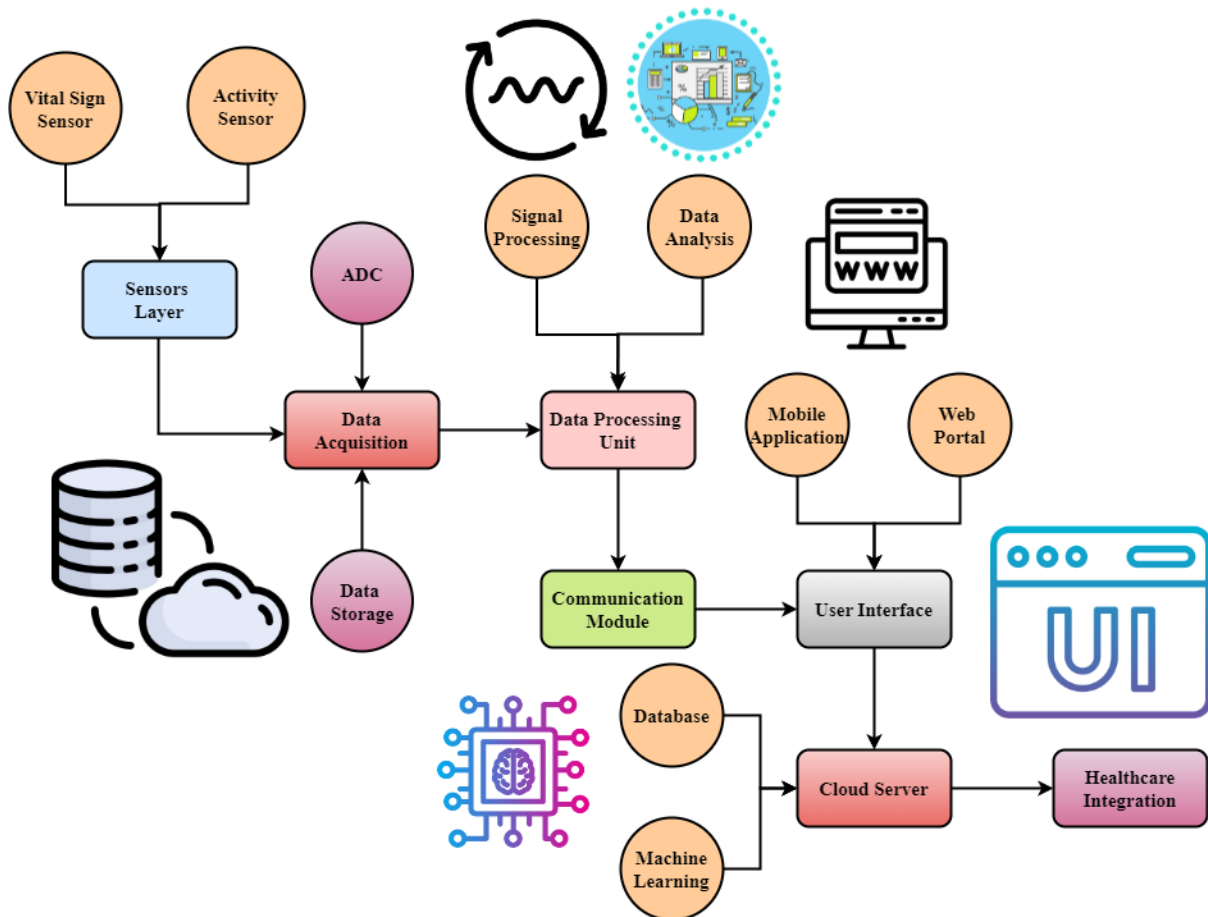 Vital Sign
Sensor
Activity
Sensor
%
%
%
Signal
Processing
Data
Analysis
WWW
ADC
Sensors
Layer
Data
Acquisition
Data Processing
Unit
Mobile
Application
Web
Portal
Data
Storage
Communication
Module
User Interface
UI
Database
Cloud Server
Healthcare
Integration
Machine
Learning